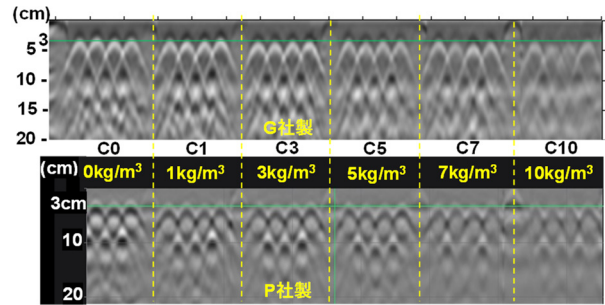 (cm)
3
5 -
10 -
15 -
20 -
G社製
C0 C1 C3 C5 C7 C10
(cm) 0kg/m³ 1kg/m³ 3kg/m³ 5kg/m³ 7kg/m³ 10kg/m³
3cm
10
20
P社製